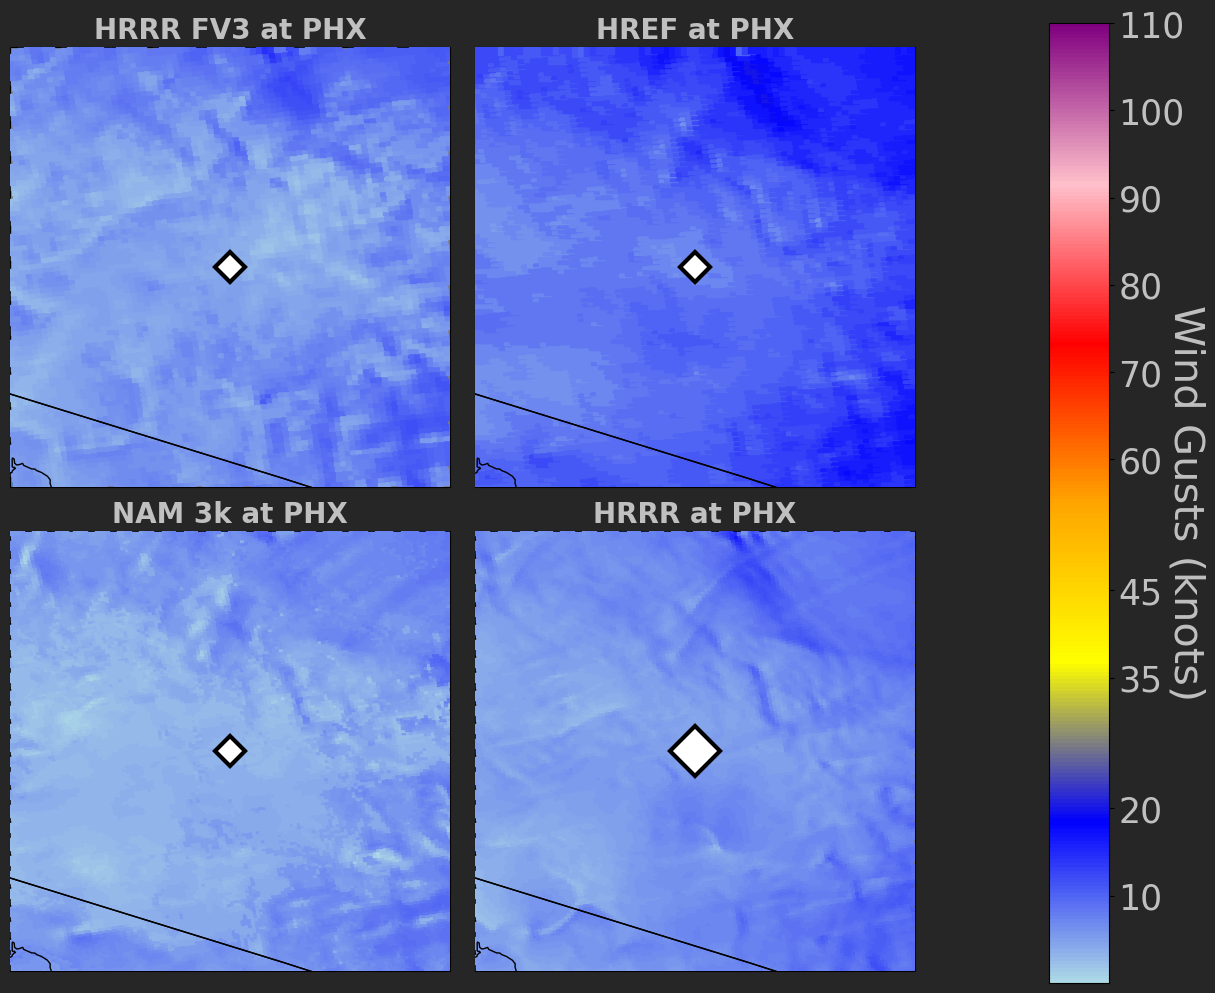 HRRR FV3 at PHX
HREF at PHX
NAM 3k at PHX
HRRR at PHX
110
100
90
80
70
60
45
35
20
10
Wind Gusts (knots)